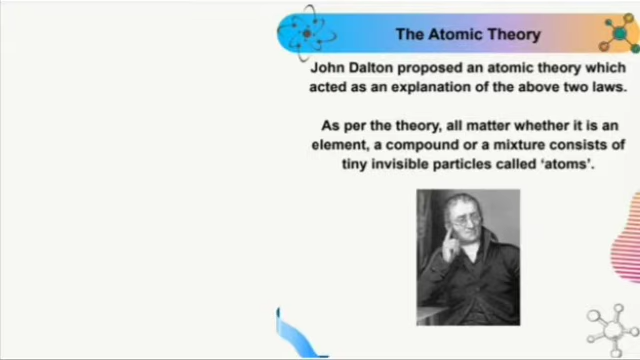 The Atomic Theory
John Dalton proposed an atomic theory which
acted as an explanation of the above two laws.
As per the theory, all matter whether it is an
element, a compound or a mixture consists of
tiny invisible particles called ‘atoms’.